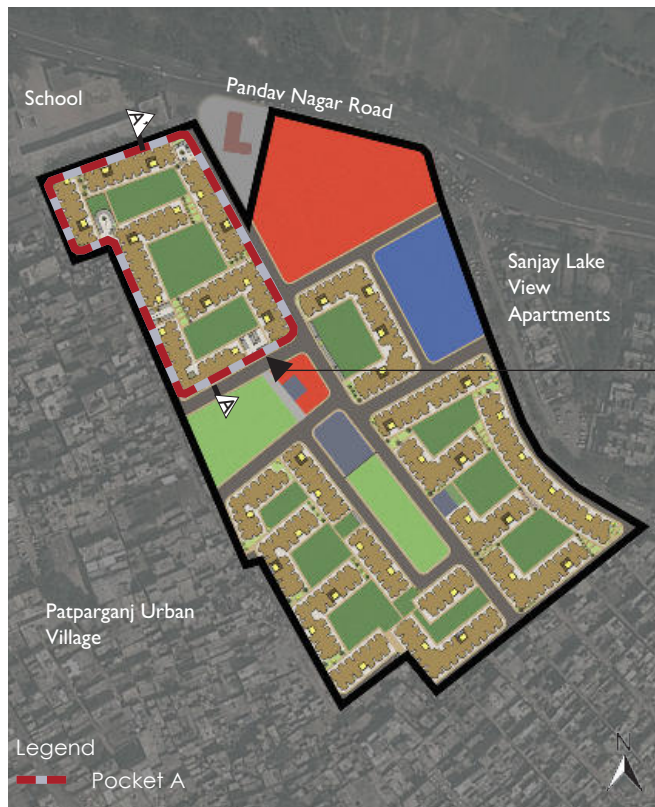 School
Pandav Nagar Road
A'
Sanjay Lake
View
Apartments
A
Patparganj Urban
Village
Legend
Pocket A
N